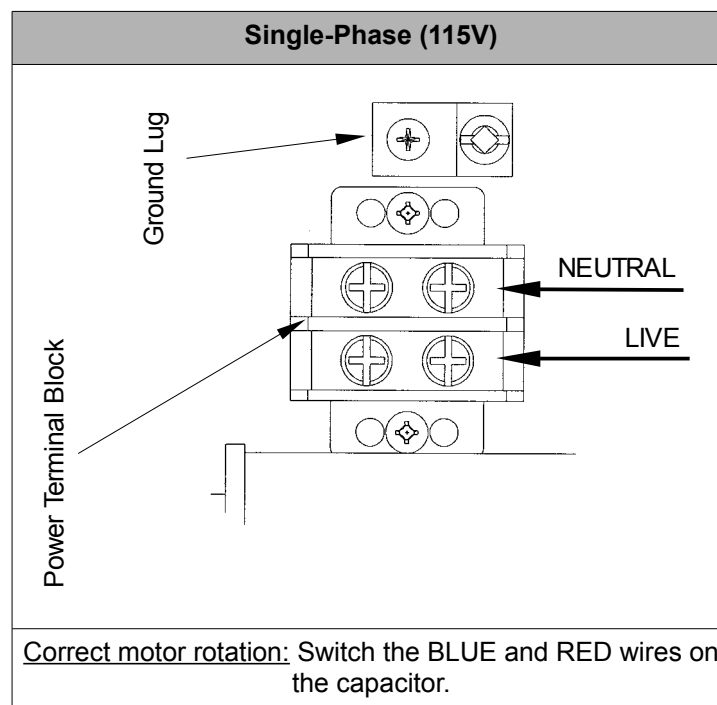 Single-Phase (115V)
Ground Lug
NEUTRAL
LIVE
Power Terminal Block
Correct motor rotation: Switch the BLUE and RED wires on
the capacitor.